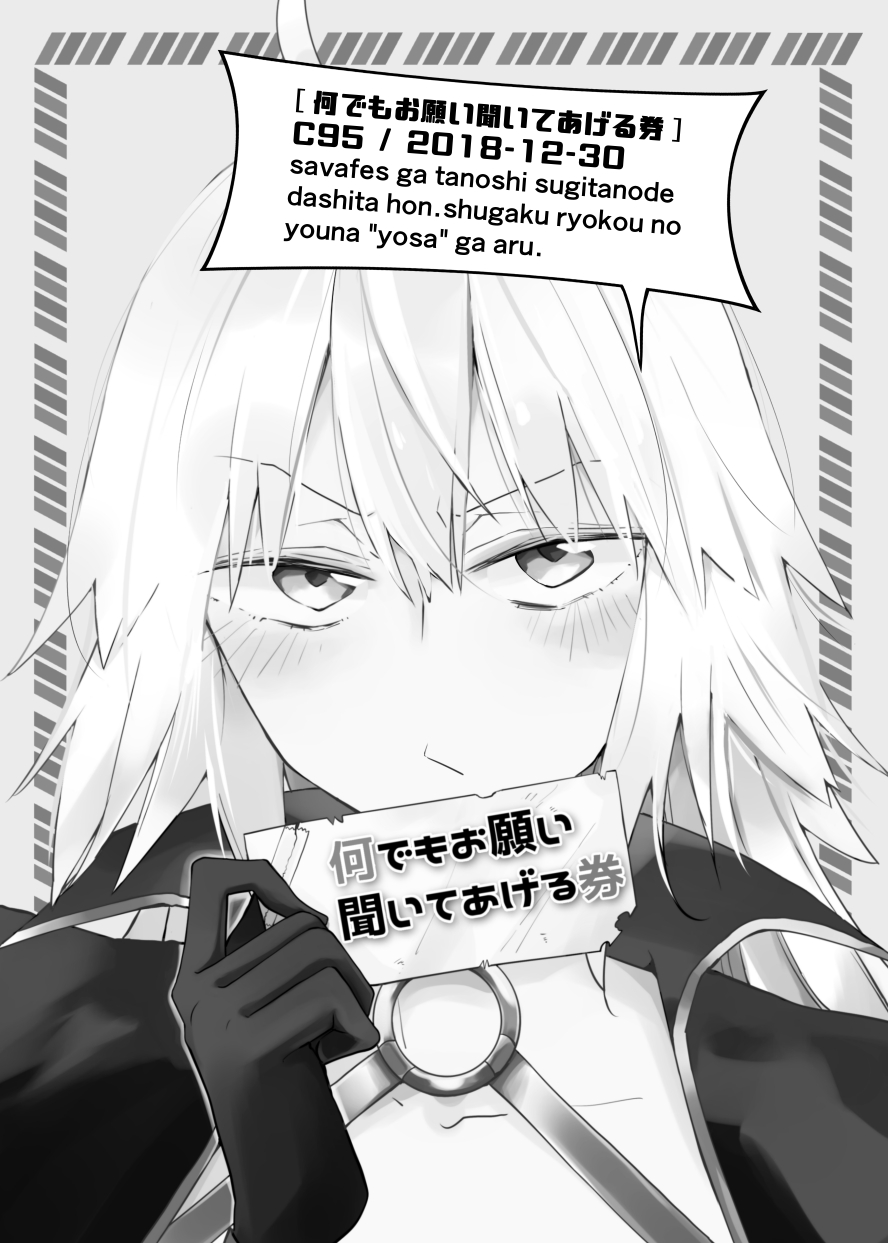 [ 何でもお願い聞いてあげる券 ]
C95 / 2018-12-30
savafes ga tanoshi sugitanode
dashita hon.shugaku ryokou no
youna "yosa" ga aru.
何でもお願い
聞いてあげる券